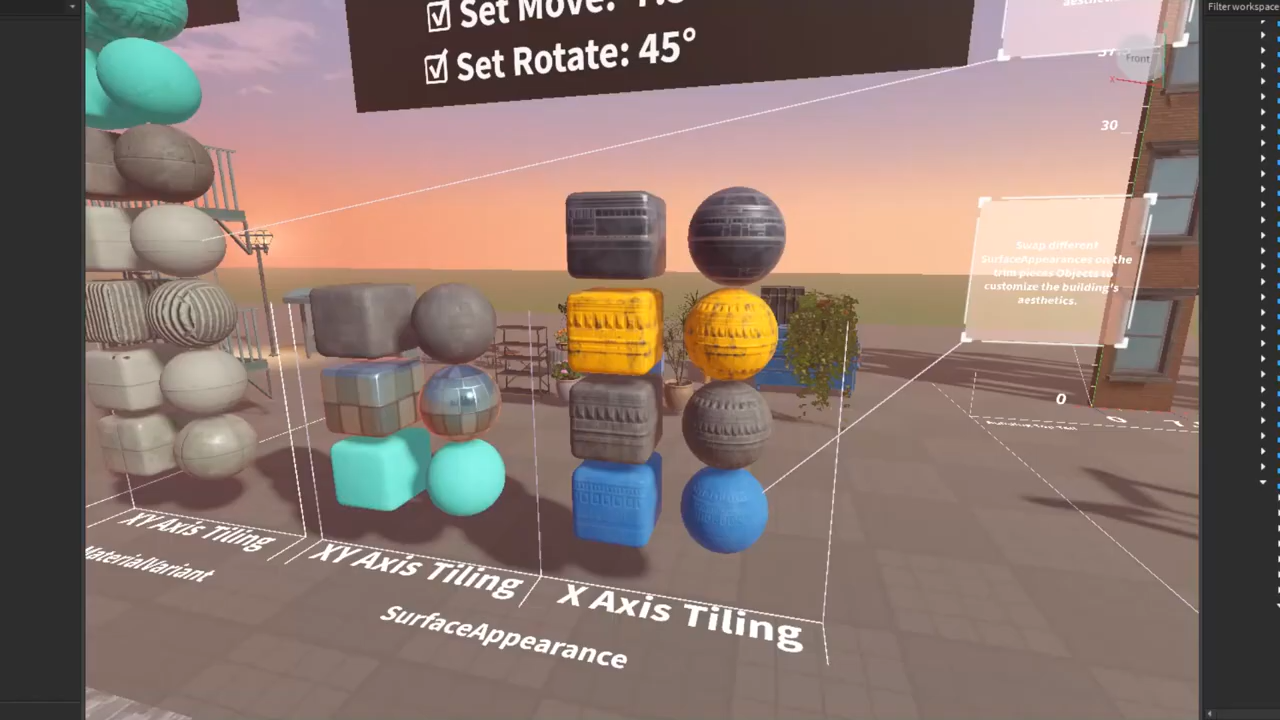 Filter workspace
☑ Set Move:
☑ Set Rotate: 45°
Front
x
30
Swap different
SurfaceAppearances on the
trim pieces Objects to
customize the building's
aesthetics.
0
XY Axis Tiling
MaterialVariant
XY Axis Tiling
X Axis Tiling
SurfaceAppearance